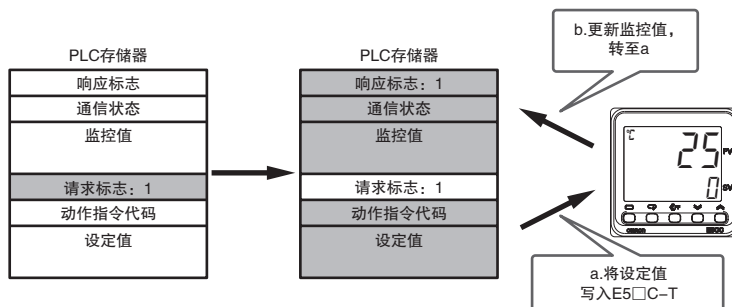 b.更新监控值，
转至a
PLC存储器
响应标志
通信状态
监控值
请求标志：1
动作指令代码
设定值
PLC存储器
响应标志：1
通信状态
监控值
请求标志：1
动作指令代码
设定值
℃
25
PV
0
SV
omron
a.将设定值
写入E5□C-T